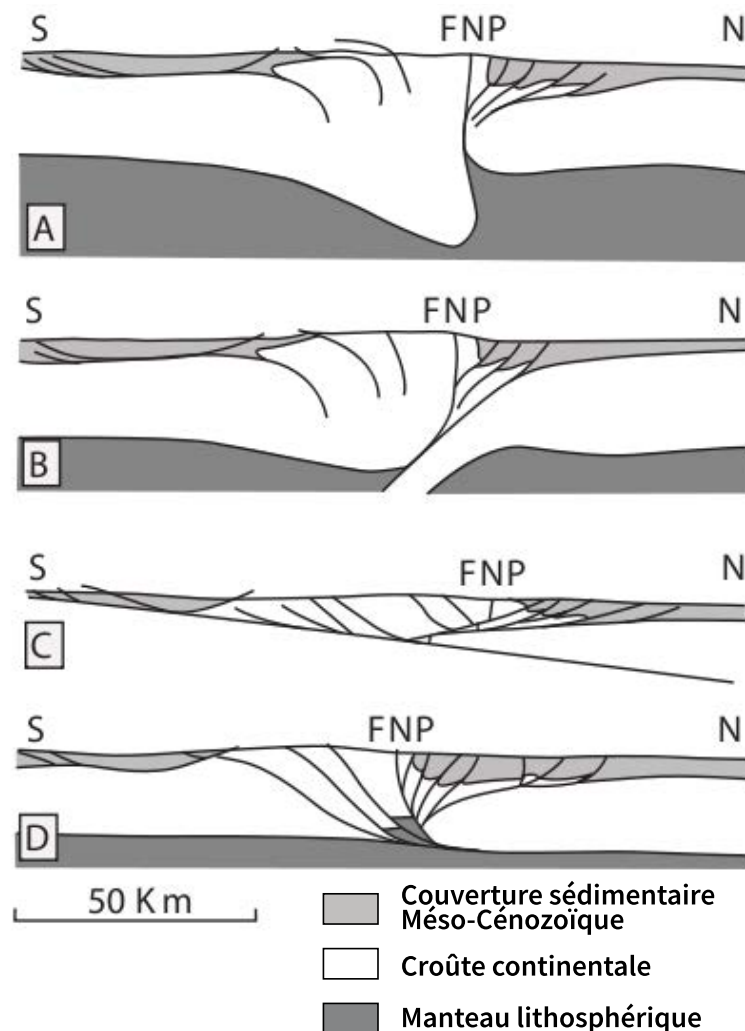 S FNP N
A
S FNP N
B
S FNP N
C
S FNP N
D
50 Km
Couverture sédimentaire
Méso-Cénozoïque
Croûte continentale
Manteau lithosphérique